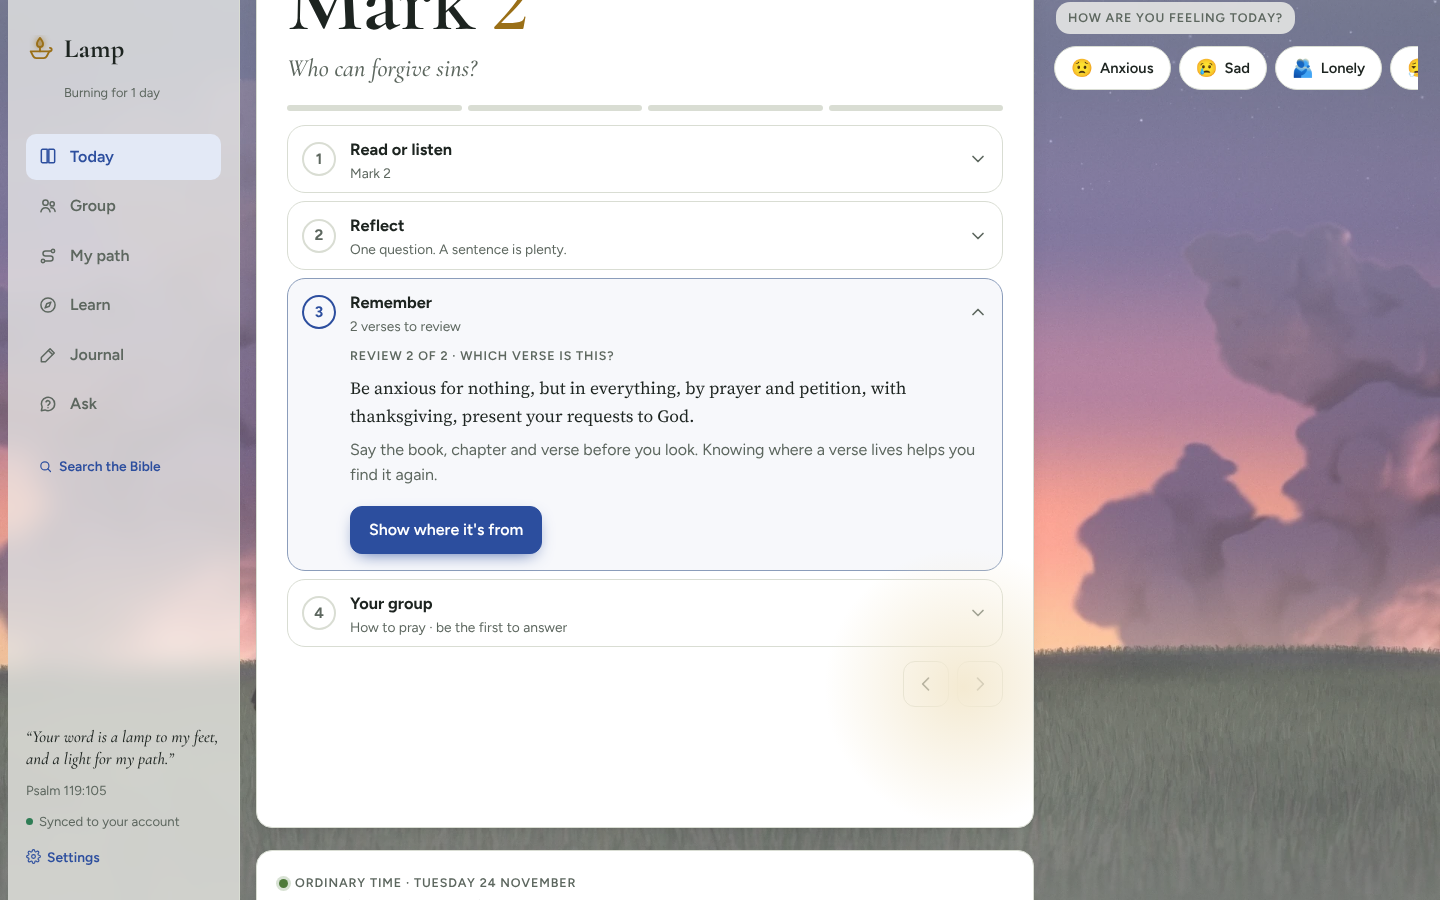 Lamp
Burning for 1 day
Today
Group
My path
Learn
Journal
Ask
Search the Bible
“Your word is a lamp to my feet,
and a light for my path.”
Psalm 119:105
Synced to your account
Settings
Mark 2
Who can forgive sins?
1
Read or listen
Mark 2
2
Reflect
One question. A sentence is plenty.
3
Remember
2 verses to review
REVIEW 2 OF 2 · WHICH VERSE IS THIS?
Be anxious for nothing, but in everything, by prayer and petition, with
thanksgiving, present your requests to God.
Say the book, chapter and verse before you look. Knowing where a verse lives helps you
find it again.
Show where it's from
4
Your group
How to pray · be the first to answer
ORDINARY TIME · TUESDAY 24 NOVEMBER
HOW ARE YOU FEELING TODAY?
Anxious
Sad
Lonely